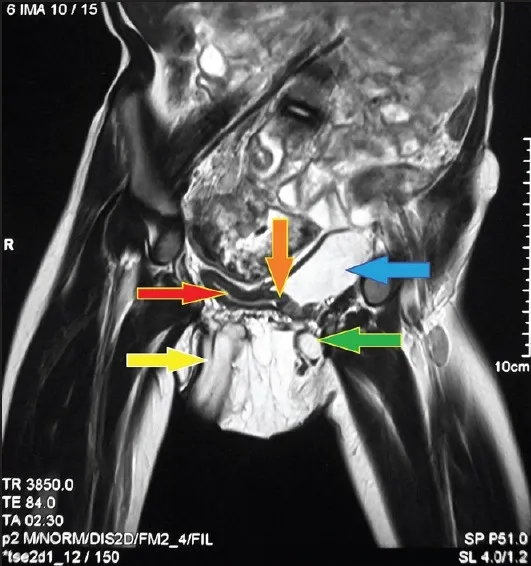 6 IMA 10 / 15
R
10cm
TR 3850.0
TE 84.0
TA 02:30
p2 M/NORM/DIS2D/FM2_4/FIL
*tse2d1_12 / 150
SP P51.0
SL 4.0/1.2